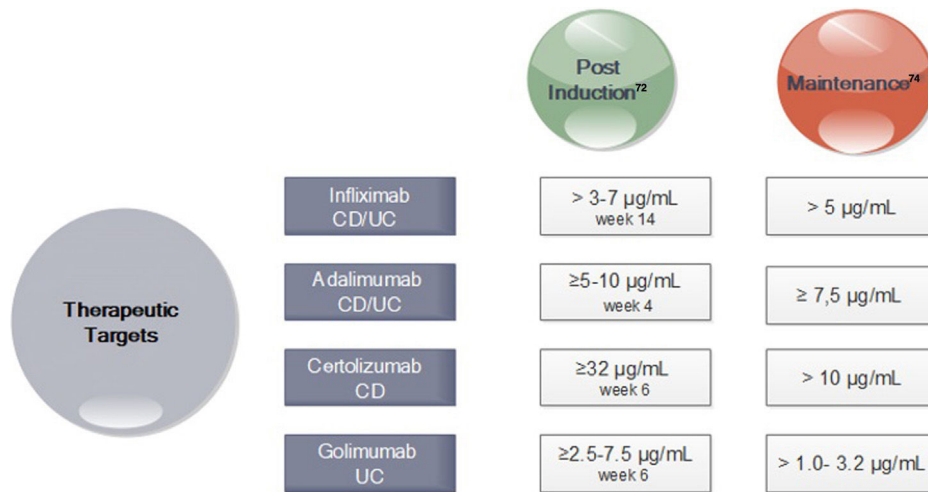 Post
Induction72
Maintenance74
Therapeutic
Targets
Infliximab
CD/UC
> 3-7 µg/mL
week 14
> 5 µg/mL
Adalimumab
CD/UC
≥5-10 µg/mL
week 4
≥ 7,5 µg/mL
Certolizumab
CD
≥32 µg/mL
week 6
> 10 µg/mL
Golimumab
UC
≥2.5-7.5 µg/mL
week 6
> 1.0- 3.2 µg/mL